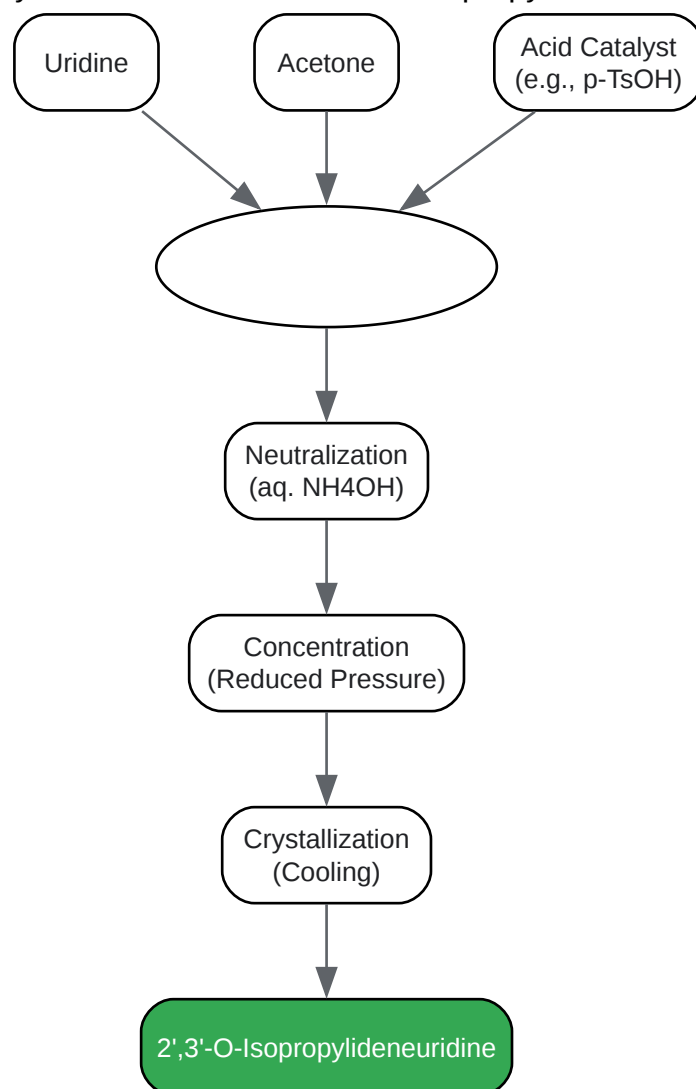 Uridine
Acetone
Acid Catalyst
(e.g., p-TsOH)
Neutralization
(aq. NH4OH)
Concentration
(Reduced Pressure)
Crystallization
(Cooling)
2',3'-O-Isopropylideneuridine